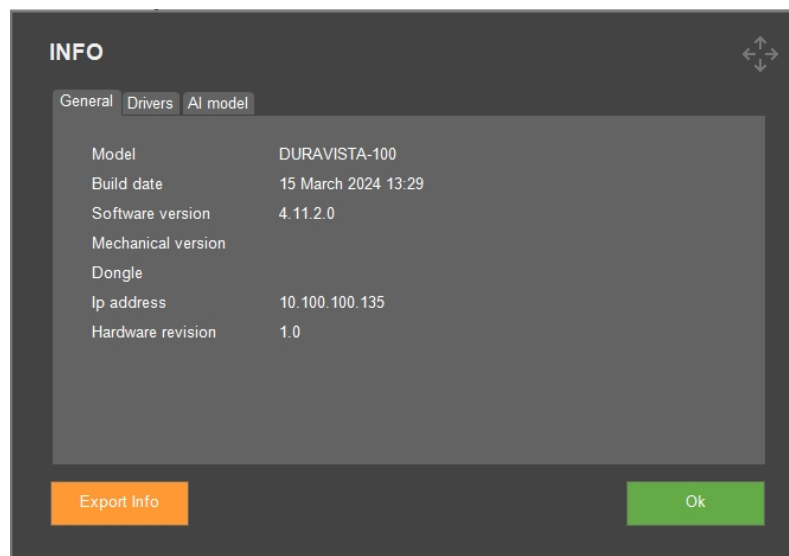 INFO
General Drivers AI model
Model DURAVISTA-100
Build date 15 March 2024 13:29
Software version 4.11.2.0
Mechanical version
Dongle
Ip address 10.100.100.135
Hardware revision 1.0
Export Info Ok